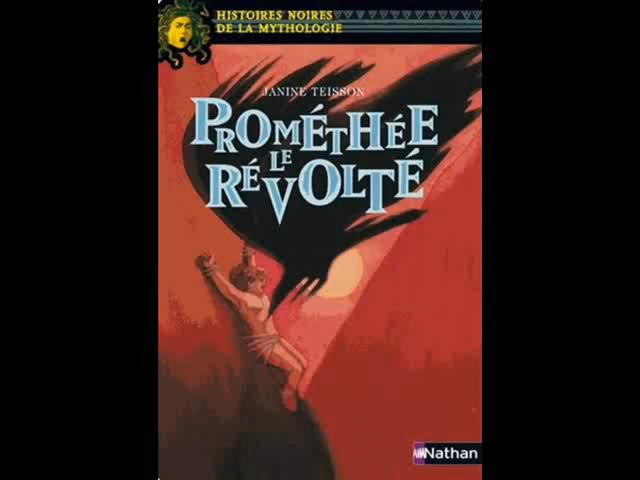 HISTOIRES NOIRES
DE LA MYTHOLOGIE
JANINE TEISSON
PROMÉTHÉE
LE
RÉVOLTÉ
Nathan